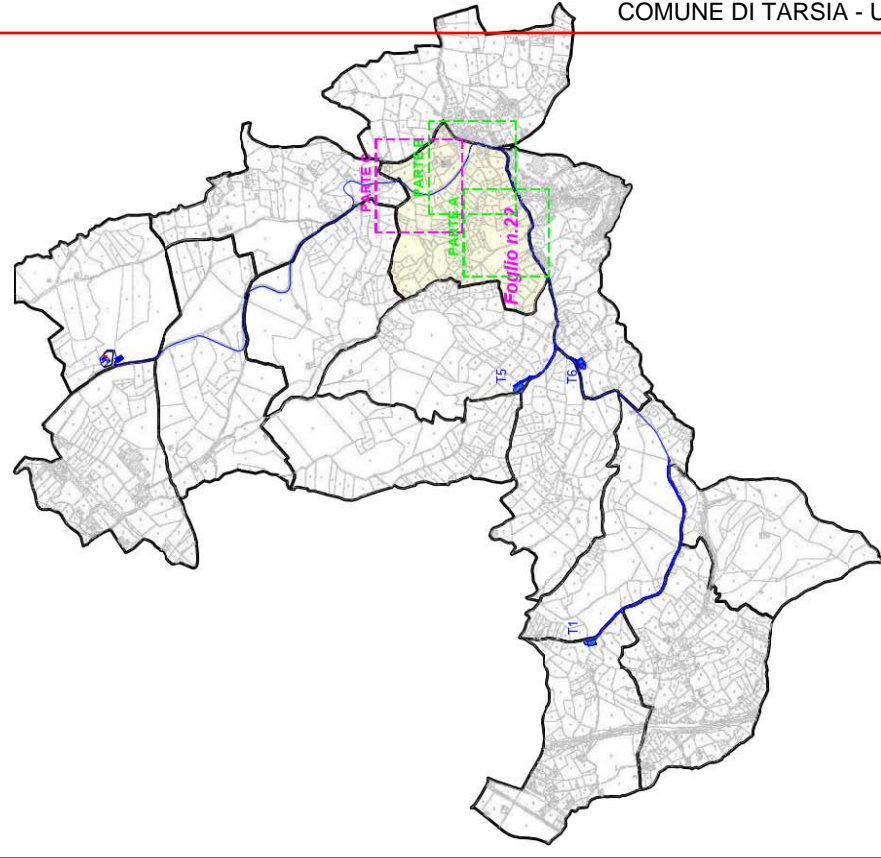 COMUNE DI TARSIA - U
PARTE C
PARTE B
PARTE A
Foglio n.22
T5
T6
T1